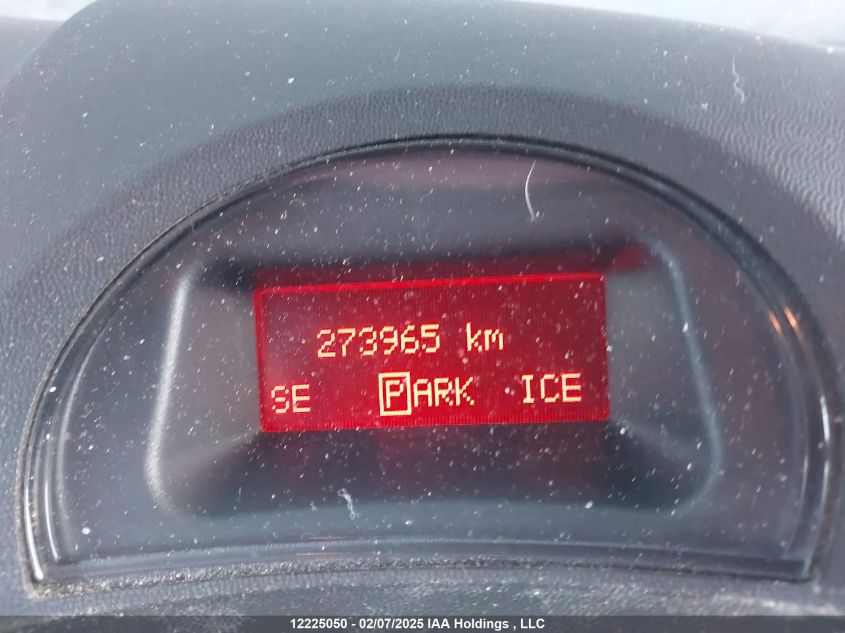 273965 km
SE PARK ICE
12225050 - 02/07/2025 IAA Holdings , LLC